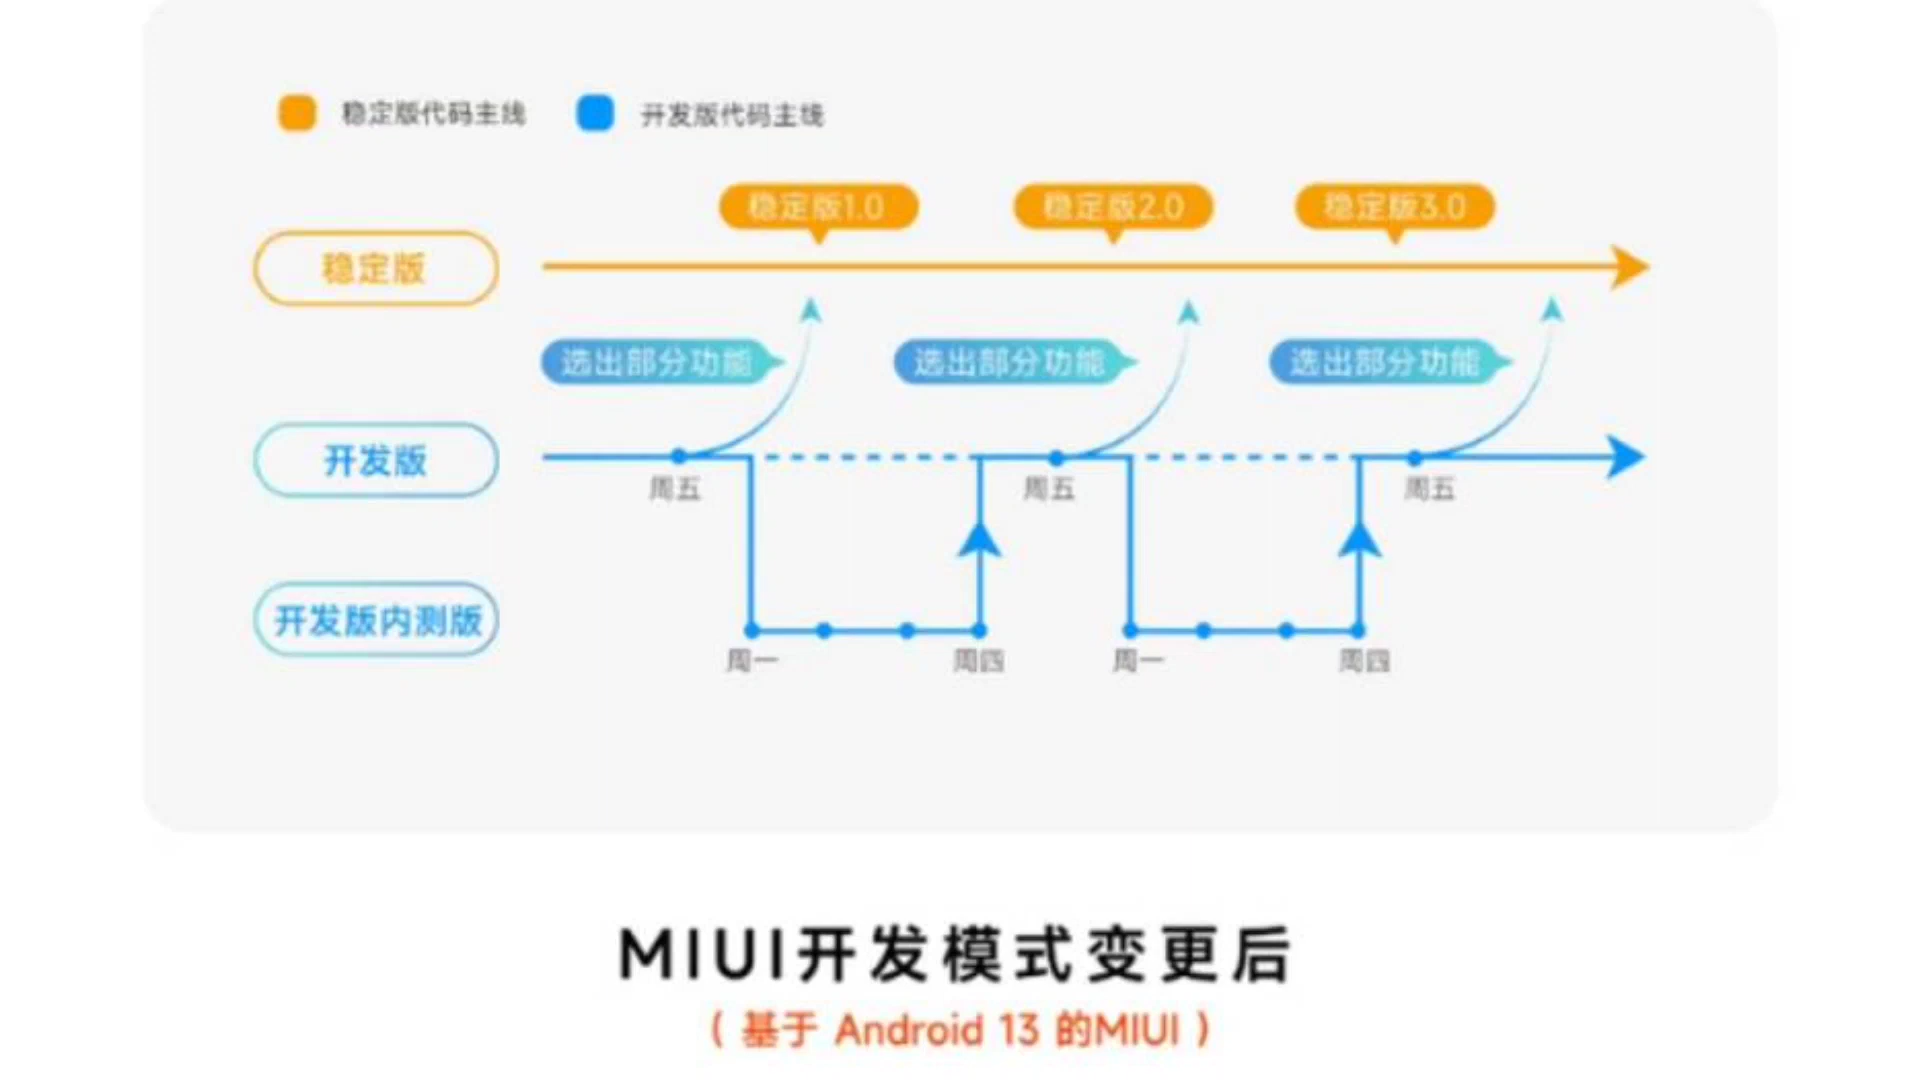 稳定版代码主线 开发版代码主线
稳定版1.0 稳定版2.0 稳定版3.0
稳定版
选出部分功能 选出部分功能 选出部分功能
开发版
周五 周五 周五
开发版内测版
周一 周四 周一 周四
MIUI开发模式变更后
( 基于 Android 13 的MIUI )